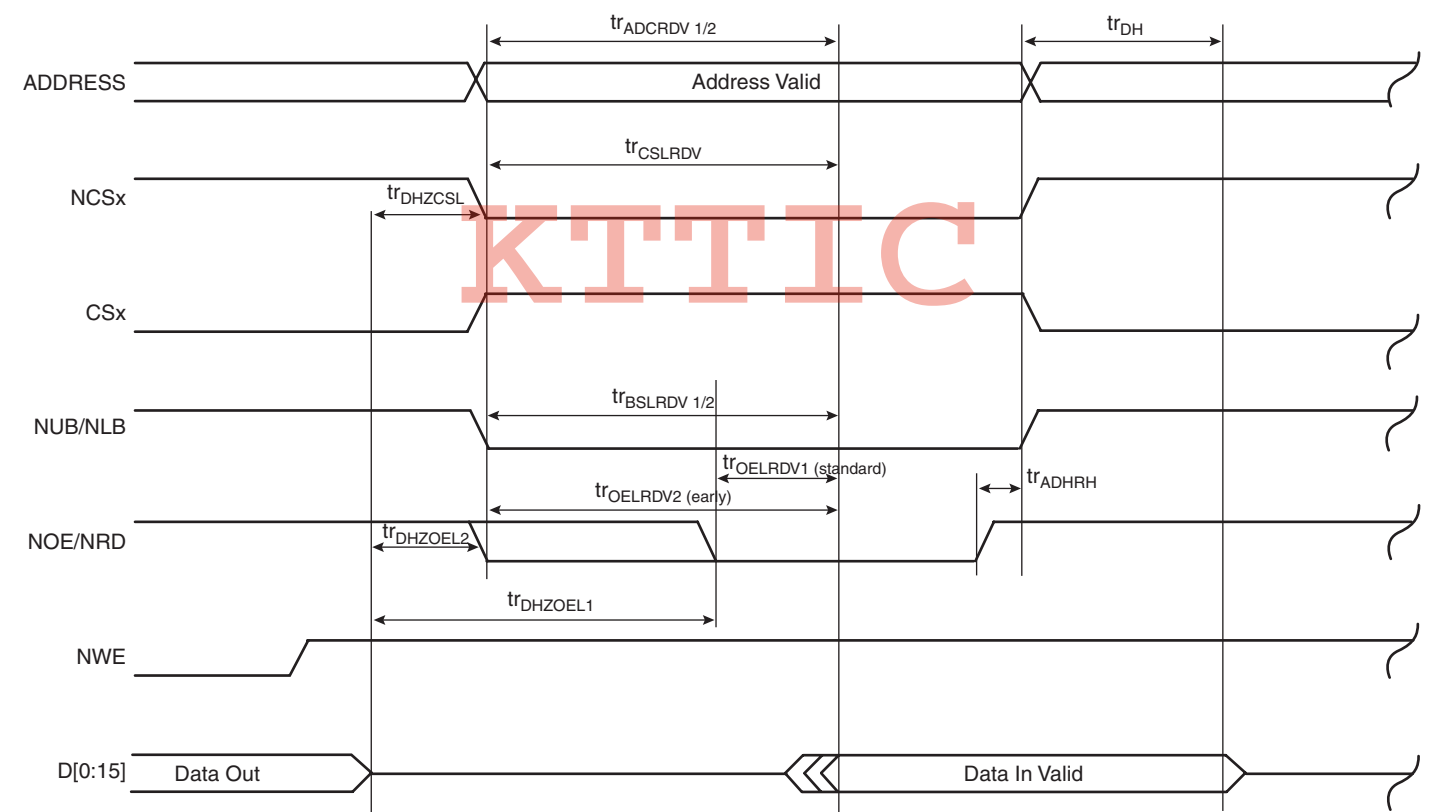 trADCRDV 1/2
trDH
ADDRESS
Address Valid
trCSLRDV
NCSx
trDHZCSL
KTTIC
CSx
trBSLRDV 1/2
NUB/NLB
trOELRDV1 (standard)
trADHRH
trOELRDV2 (early)
NOE/NRD
trDHZOEL2
trDHZOEL1
NWE
D[0:15]
Data Out
Data In Valid